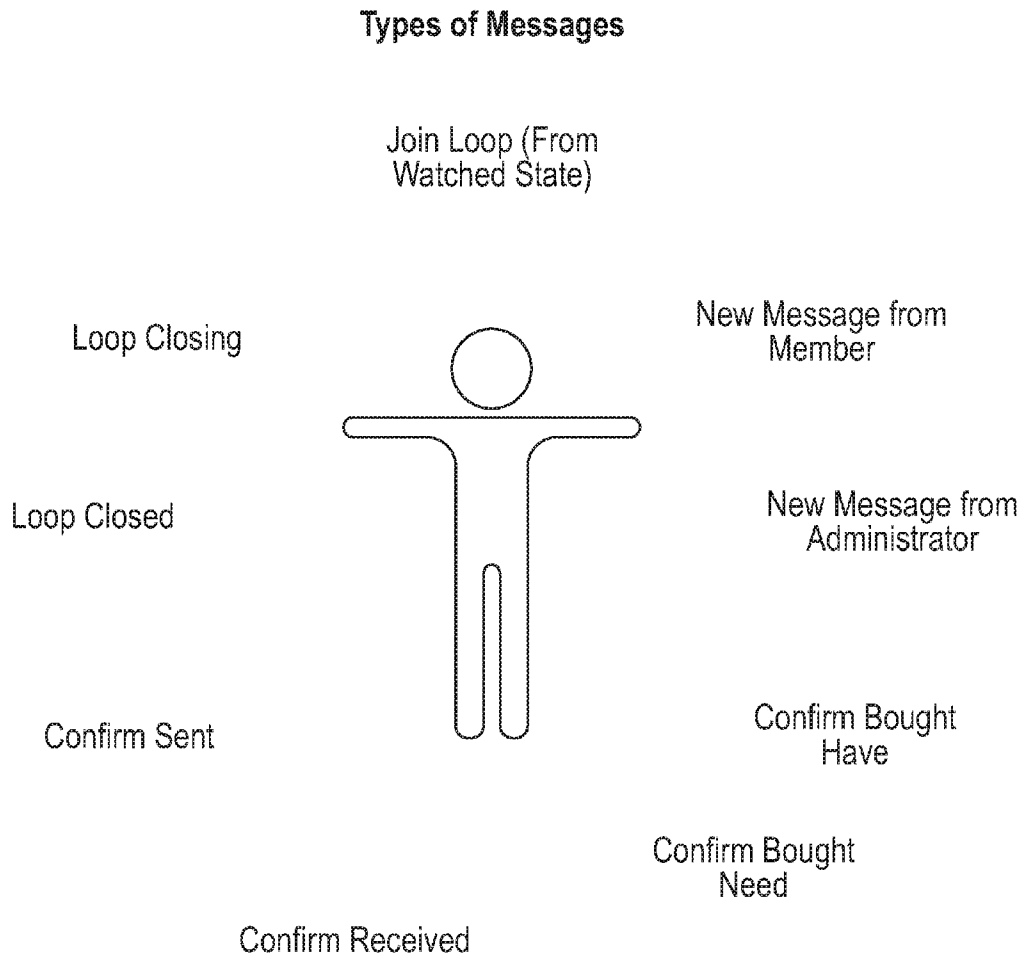 Types of Messages
Join Loop (From
Watched State)
Loop Closing
New Message from
Member
Loop Closed
New Message from
Administrator
Confirm Sent
Confirm Bought
Have
Confirm Bought
Need
Confirm Received